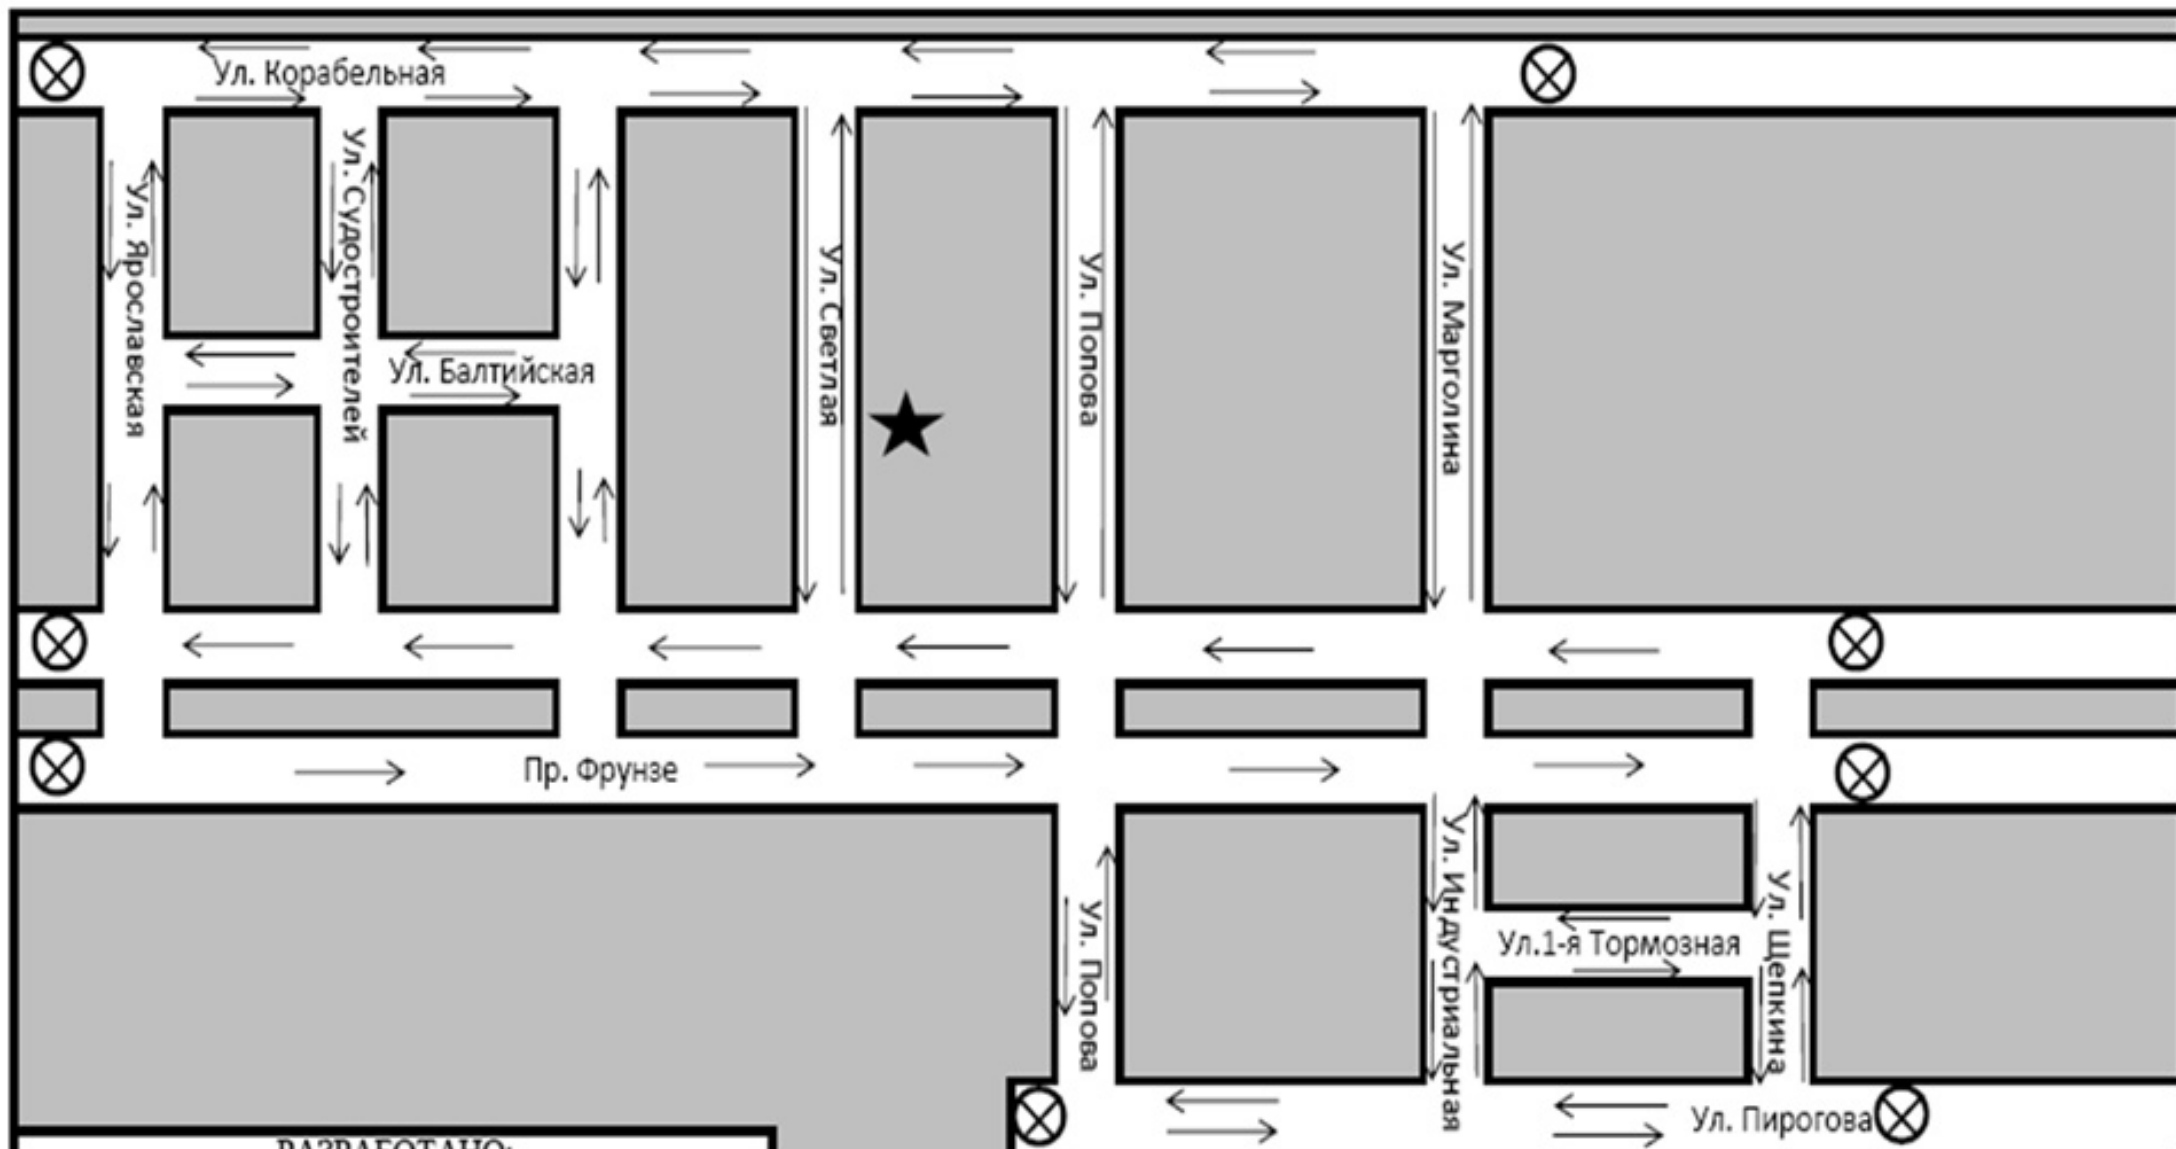 Ул. Корабельная
Ул. Ярославская
Ул. Судостроителей
Ул. Балтийская
Ул. Светлая
Ул. Попова
Ул. Марголина
Пр. Фрунзе
Ул. Попова
Ул. Индустриальная
Ул.1-я Тормозная
Ул. Щепкина
Ул. Пирогова
РАЗРАБОТАНО: